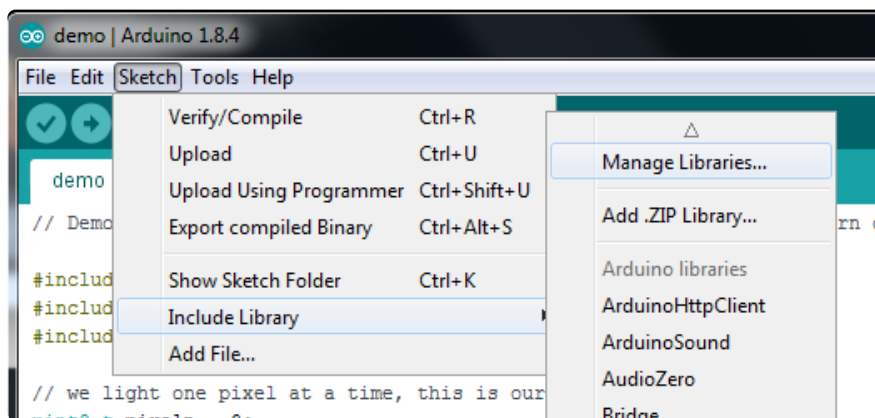 demo | Arduino 1.8.4
File Edit Sketch Tools Help
Verify/Compile Ctrl+R
Upload Ctrl+U
Upload Using Programmer Ctrl+Shift+U
Export compiled Binary Ctrl+Alt+S
Show Sketch Folder Ctrl+K
Include Library
Add File...
Manage Libraries...
Add .ZIP Library...
Arduino libraries
ArduinoHttpClient
ArduinoSound
AudioZero
Bridge
demo
// Demo
#includ
#includ
#includ
// we light one pixel at a time, this is our